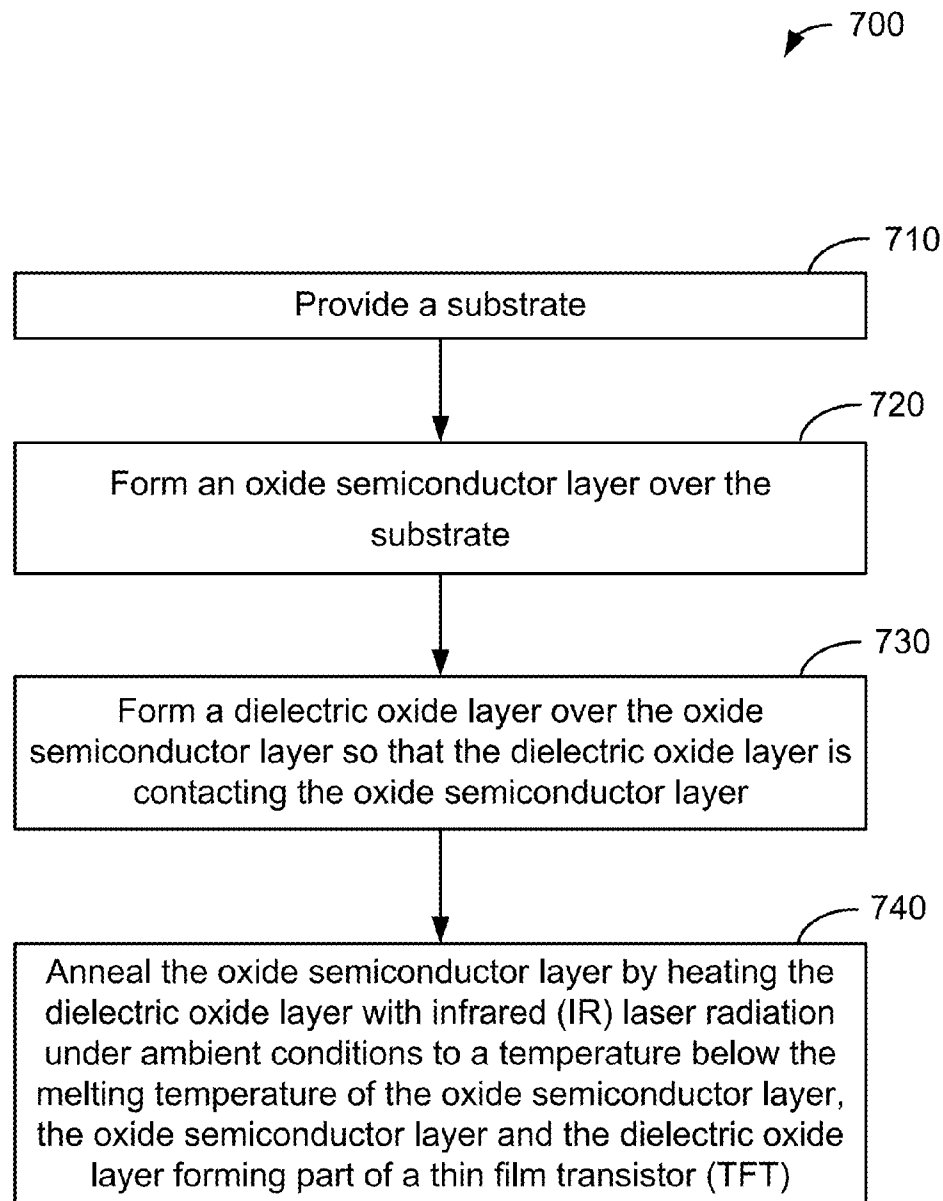 700
710
Provide a substrate
720
Form an oxide semiconductor layer over the
substrate
730
Form a dielectric oxide layer over the oxide
semiconductor layer so that the dielectric oxide layer is
contacting the oxide semiconductor layer
740
Anneal the oxide semiconductor layer by heating the
dielectric oxide layer with infrared (IR) laser radiation
under ambient conditions to a temperature below the
melting temperature of the oxide semiconductor layer,
the oxide semiconductor layer and the dielectric oxide
layer forming part of a thin film transistor (TFT)